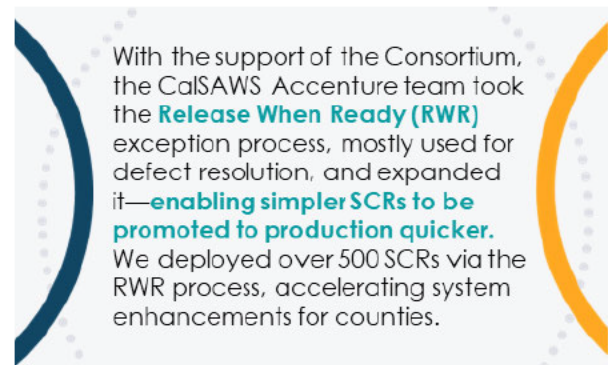 With the support of the Consortium,
the CalSAWS Accenture team took
the Release When Ready (RWR)
exception process, mostly used for
defect resolution, and expanded
it—enabling simpler SCRs to be
promoted to production quicker.
We deployed over 500 SCRs via the
RWR process, accelerating system
enhancements for counties.